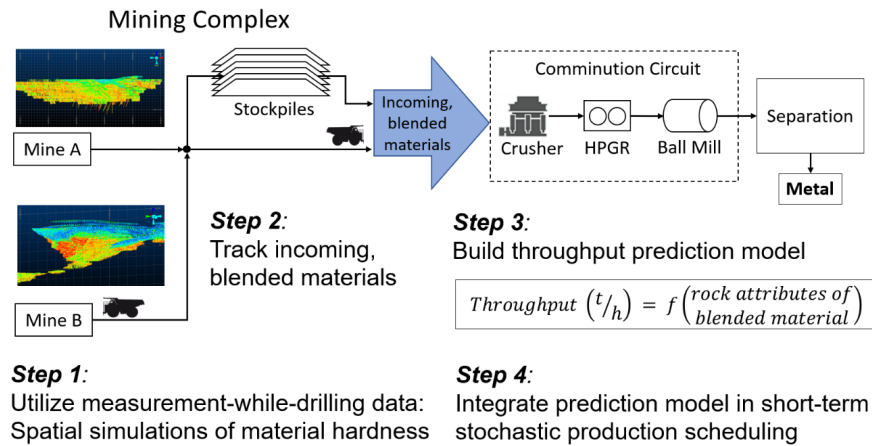 Mining Complex
Stockpiles
Mine A
Incoming,
blended
materials
Comminution Circuit
Crusher
HPGR
Ball Mill
Separation
Metal
Mine B
Step 2:
Track incoming,
blended materials
Step 3:
Build throughput prediction model
Throughput (t/h) = f(rock attributes of
blended material)
Step 1:
Utilize measurement-while-drilling data:
Spatial simulations of material hardness
Step 4:
Integrate prediction model in short-term
stochastic production scheduling